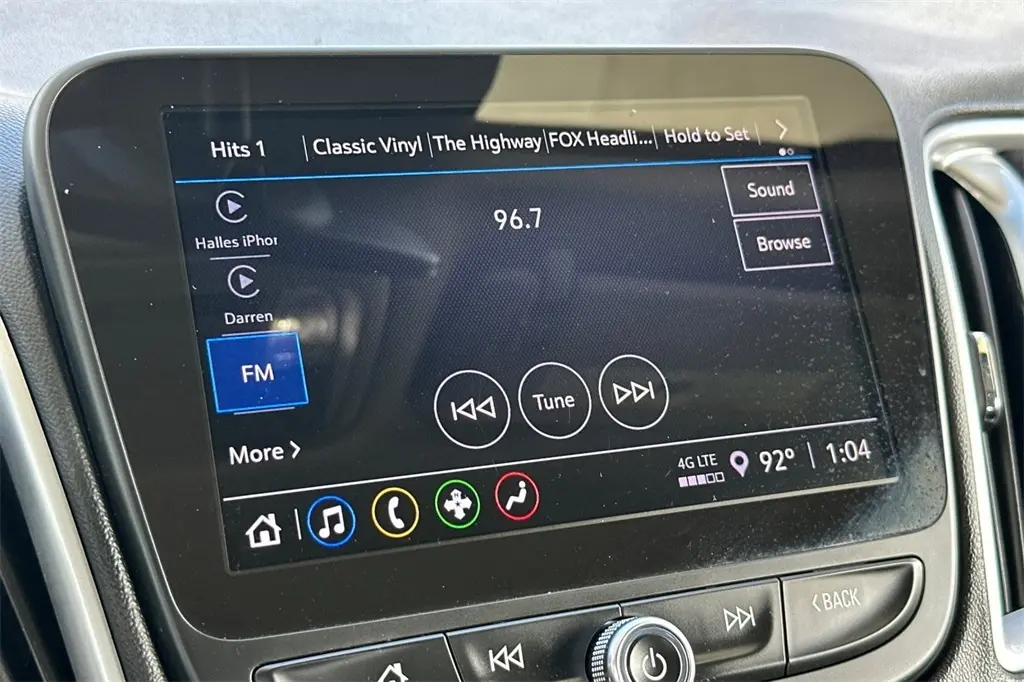 Hits 1
Classic Vinyl
The Highway
FOX Headli...
Hold to Set
Sound
Halles iPhor
96.7
Browse
Darren
FM
Tune
More
4G LTE
92°
1:04
BACK